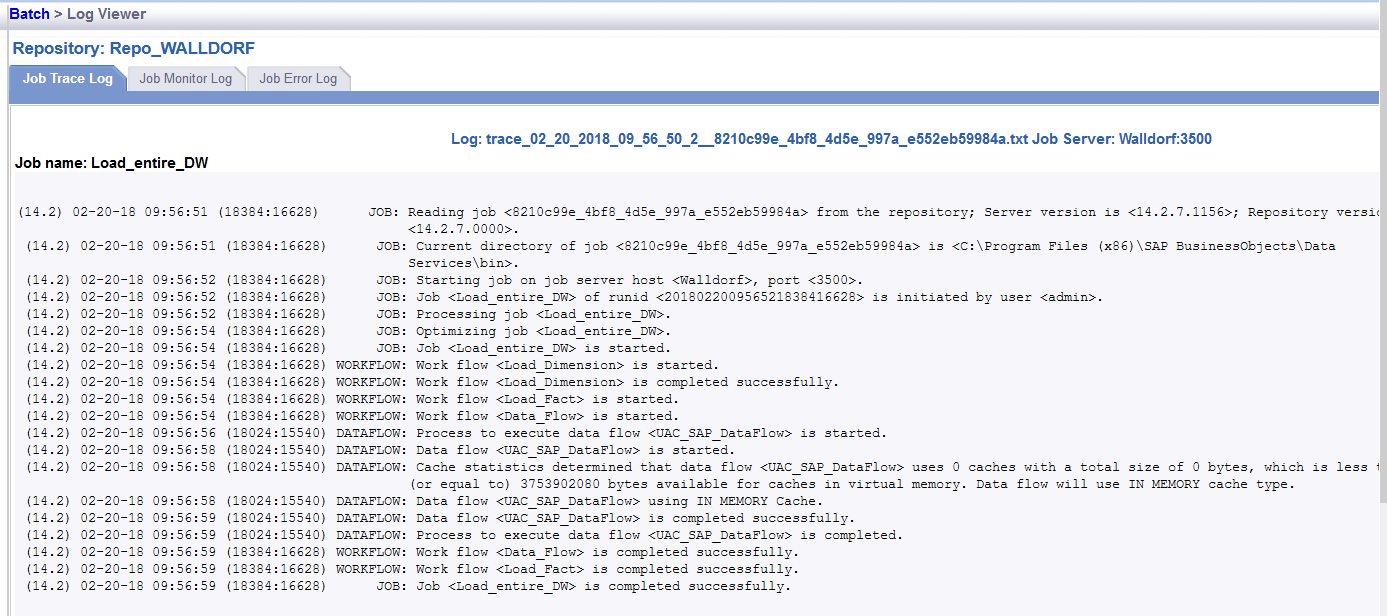 Batch > Log Viewer
Repository: Repo_WALLDORF
Job Trace Log Job Monitor Log Job Error Log
Log: trace_02_20_2018_09_56_50_2__8210c99e_4bf8_4d5e_997a_e552eb59984a.txt Job Server: Walldorf:3500
Job name: Load_entire_DW
(14.2) 02-20-18 09:56:51 (18384:16628) JOB: Reading job <8210c99e_4bf8_4d5e_997a_e552eb59984a> from the repository; Server version is <14.2.7.1156>; Repository versio
<14.2.7.0000>.
(14.2) 02-20-18 09:56:51 (18384:16628) JOB: Current directory of job <8210c99e_4bf8_4d5e_997a_e552eb59984a> is <C:\Program Files (x86)\SAP BusinessObjects\Data
Services\bin>.
(14.2) 02-20-18 09:56:52 (18384:16628) JOB: Starting job on job server host <Walldorf>, port <3500>.
(14.2) 02-20-18 09:56:52 (18384:16628) JOB: Job <Load_entire_DW> of runid <201802200956521838416628> is initiated by user <admin>.
(14.2) 02-20-18 09:56:52 (18384:16628) JOB: Processing job <Load_entire_DW>.
(14.2) 02-20-18 09:56:54 (18384:16628) JOB: Optimizing job <Load_entire_DW>.
(14.2) 02-20-18 09:56:54 (18384:16628) JOB: Job <Load_entire_DW> is started.
(14.2) 02-20-18 09:56:54 (18384:16628) WORKFLOW: Work flow <Load_Dimension> is started.
(14.2) 02-20-18 09:56:54 (18384:16628) WORKFLOW: Work flow <Load_Dimension> is completed successfully.
(14.2) 02-20-18 09:56:54 (18384:16628) WORKFLOW: Work flow <Load_Fact> is started.
(14.2) 02-20-18 09:56:54 (18384:16628) WORKFLOW: Work flow <Data_Flow> is started.
(14.2) 02-20-18 09:56:56 (18024:15540) DATAFLOW: Process to execute data flow <UAC_SAP_DataFlow> is started.
(14.2) 02-20-18 09:56:58 (18024:15540) DATAFLOW: Data flow <UAC_SAP_DataFlow> is started.
(14.2) 02-20-18 09:56:58 (18024:15540) DATAFLOW: Cache statistics determined that data flow <UAC_SAP_DataFlow> uses 0 caches with a total size of 0 bytes, which is less
(or equal to) 3753902080 bytes available for caches in virtual memory. Data flow will use IN MEMORY cache type.
(14.2) 02-20-18 09:56:58 (18024:15540) DATAFLOW: Data flow <UAC_SAP_DataFlow> using IN MEMORY Cache.
(14.2) 02-20-18 09:56:59 (18024:15540) DATAFLOW: Data flow <UAC_SAP_DataFlow> is completed successfully.
(14.2) 02-20-18 09:56:59 (18024:15540) DATAFLOW: Process to execute data flow <UAC_SAP_DataFlow> is completed.
(14.2) 02-20-18 09:56:59 (18384:16628) WORKFLOW: Work flow <Data_Flow> is completed successfully.
(14.2) 02-20-18 09:56:59 (18384:16628) WORKFLOW: Work flow <Load_Fact> is completed successfully.
(14.2) 02-20-18 09:56:59 (18384:16628) JOB: Job <Load_entire_DW> is completed successfully.